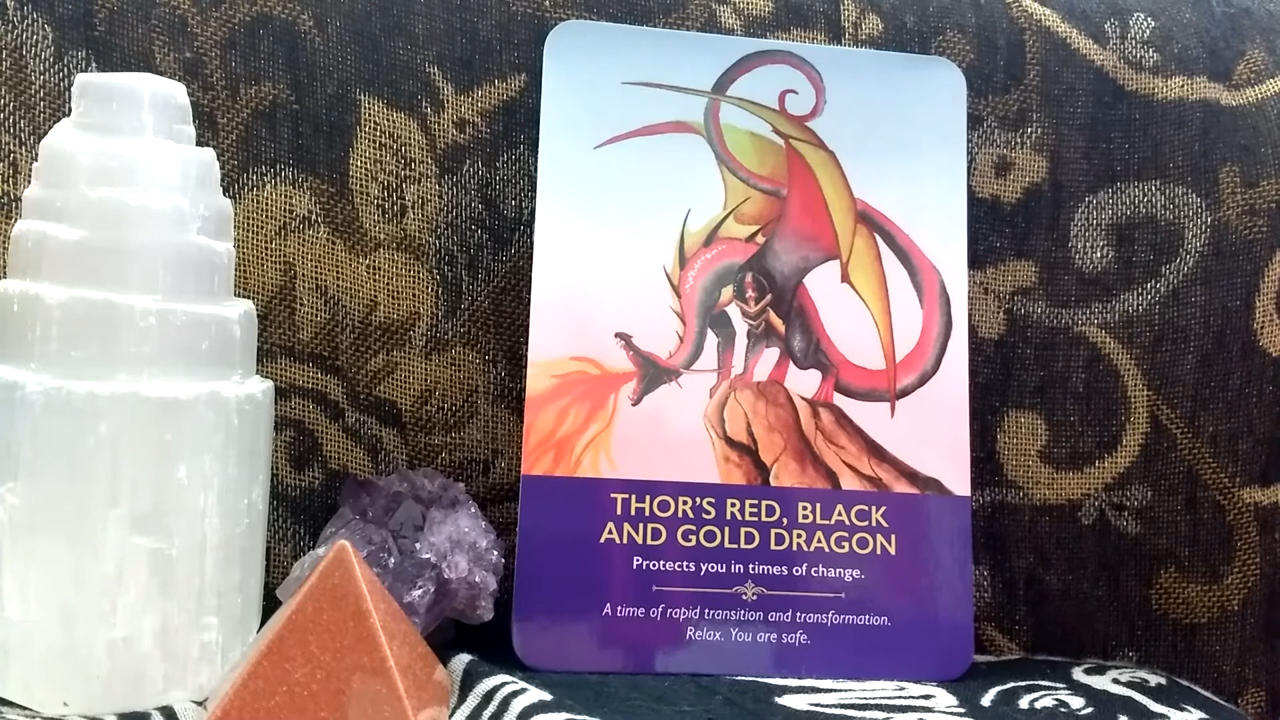 THOR'S RED, BLACK
AND GOLD DRAGON
Protects you in times of change.
A time of rapid transition and transformation.
Relax. You are safe.